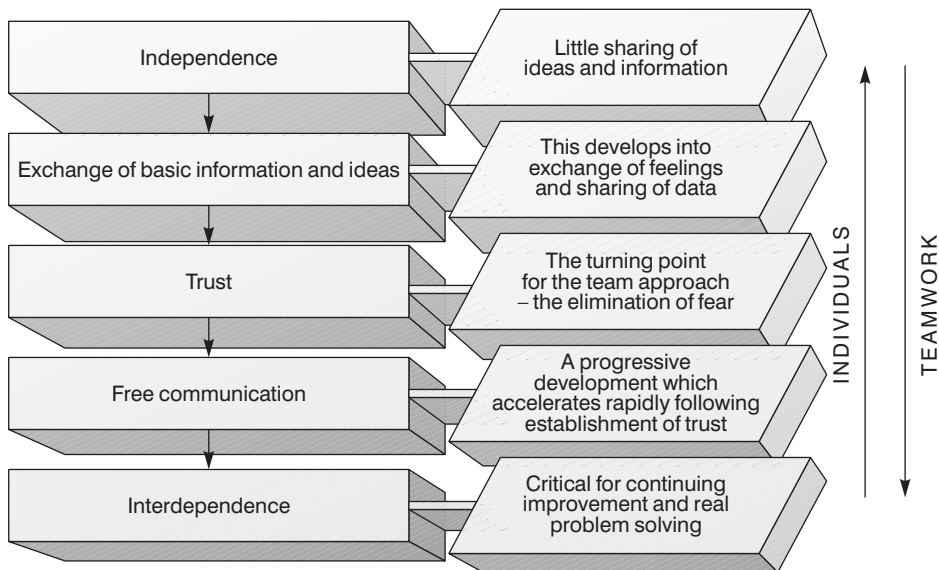 Independence
Little sharing of
ideas and information
Exchange of basic information and ideas
This develops into
exchange of feelings
and sharing of data
Trust
The turning point
for the team approach
– the elimination of fear
Free communication
A progressive
development which
accelerates rapidly following
establishment of trust
Interdependence
Critical for continuing
improvement and real
problem solving
INDIVIDUALS
TEAMWORK